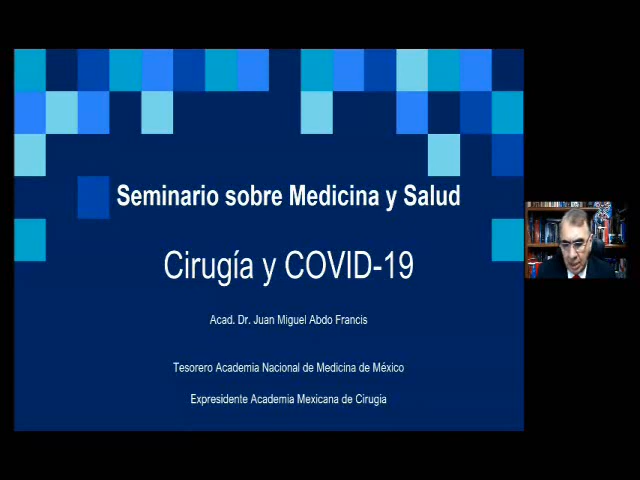 Seminario sobre Medicina y Salud
Cirugía y COVID-19
Acad. Dr. Juan Miguel Abdo Francis
Tesorero Academia Nacional de Medicina de México
Expresidente Academia Mexicana de Cirugia